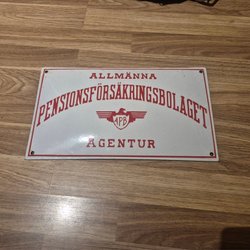 ALLMÄNNA
PENSIONSFÖRSÄKRINGSBOLAGET
APB
AGENTUR